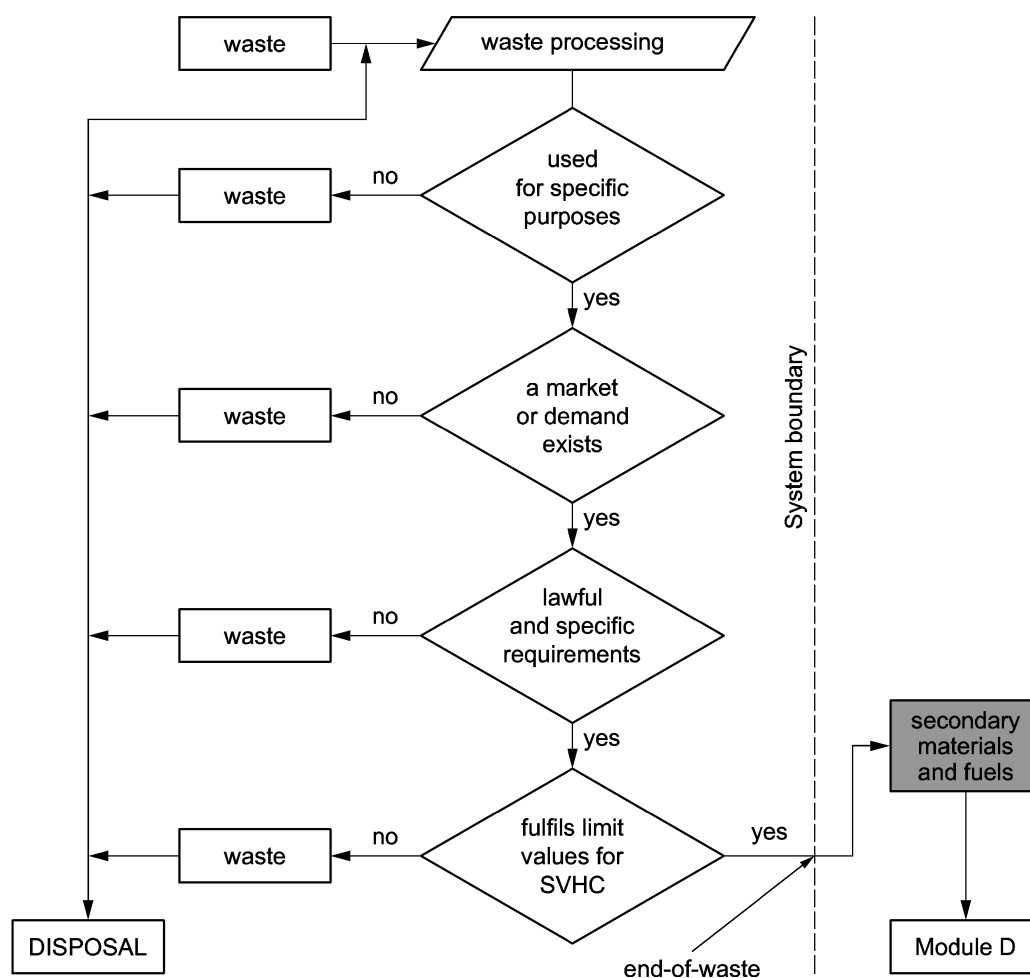 waste
waste processing
used
for specific
purposes
no
waste
yes
a market
or demand
exists
no
waste
System boundary
yes
lawful
and specific
requirements
no
waste
yes
secondary
materials
and fuels
fulfils limit
values for
SVHC
no
waste
yes
DISPOSAL
end-of-waste
Module D